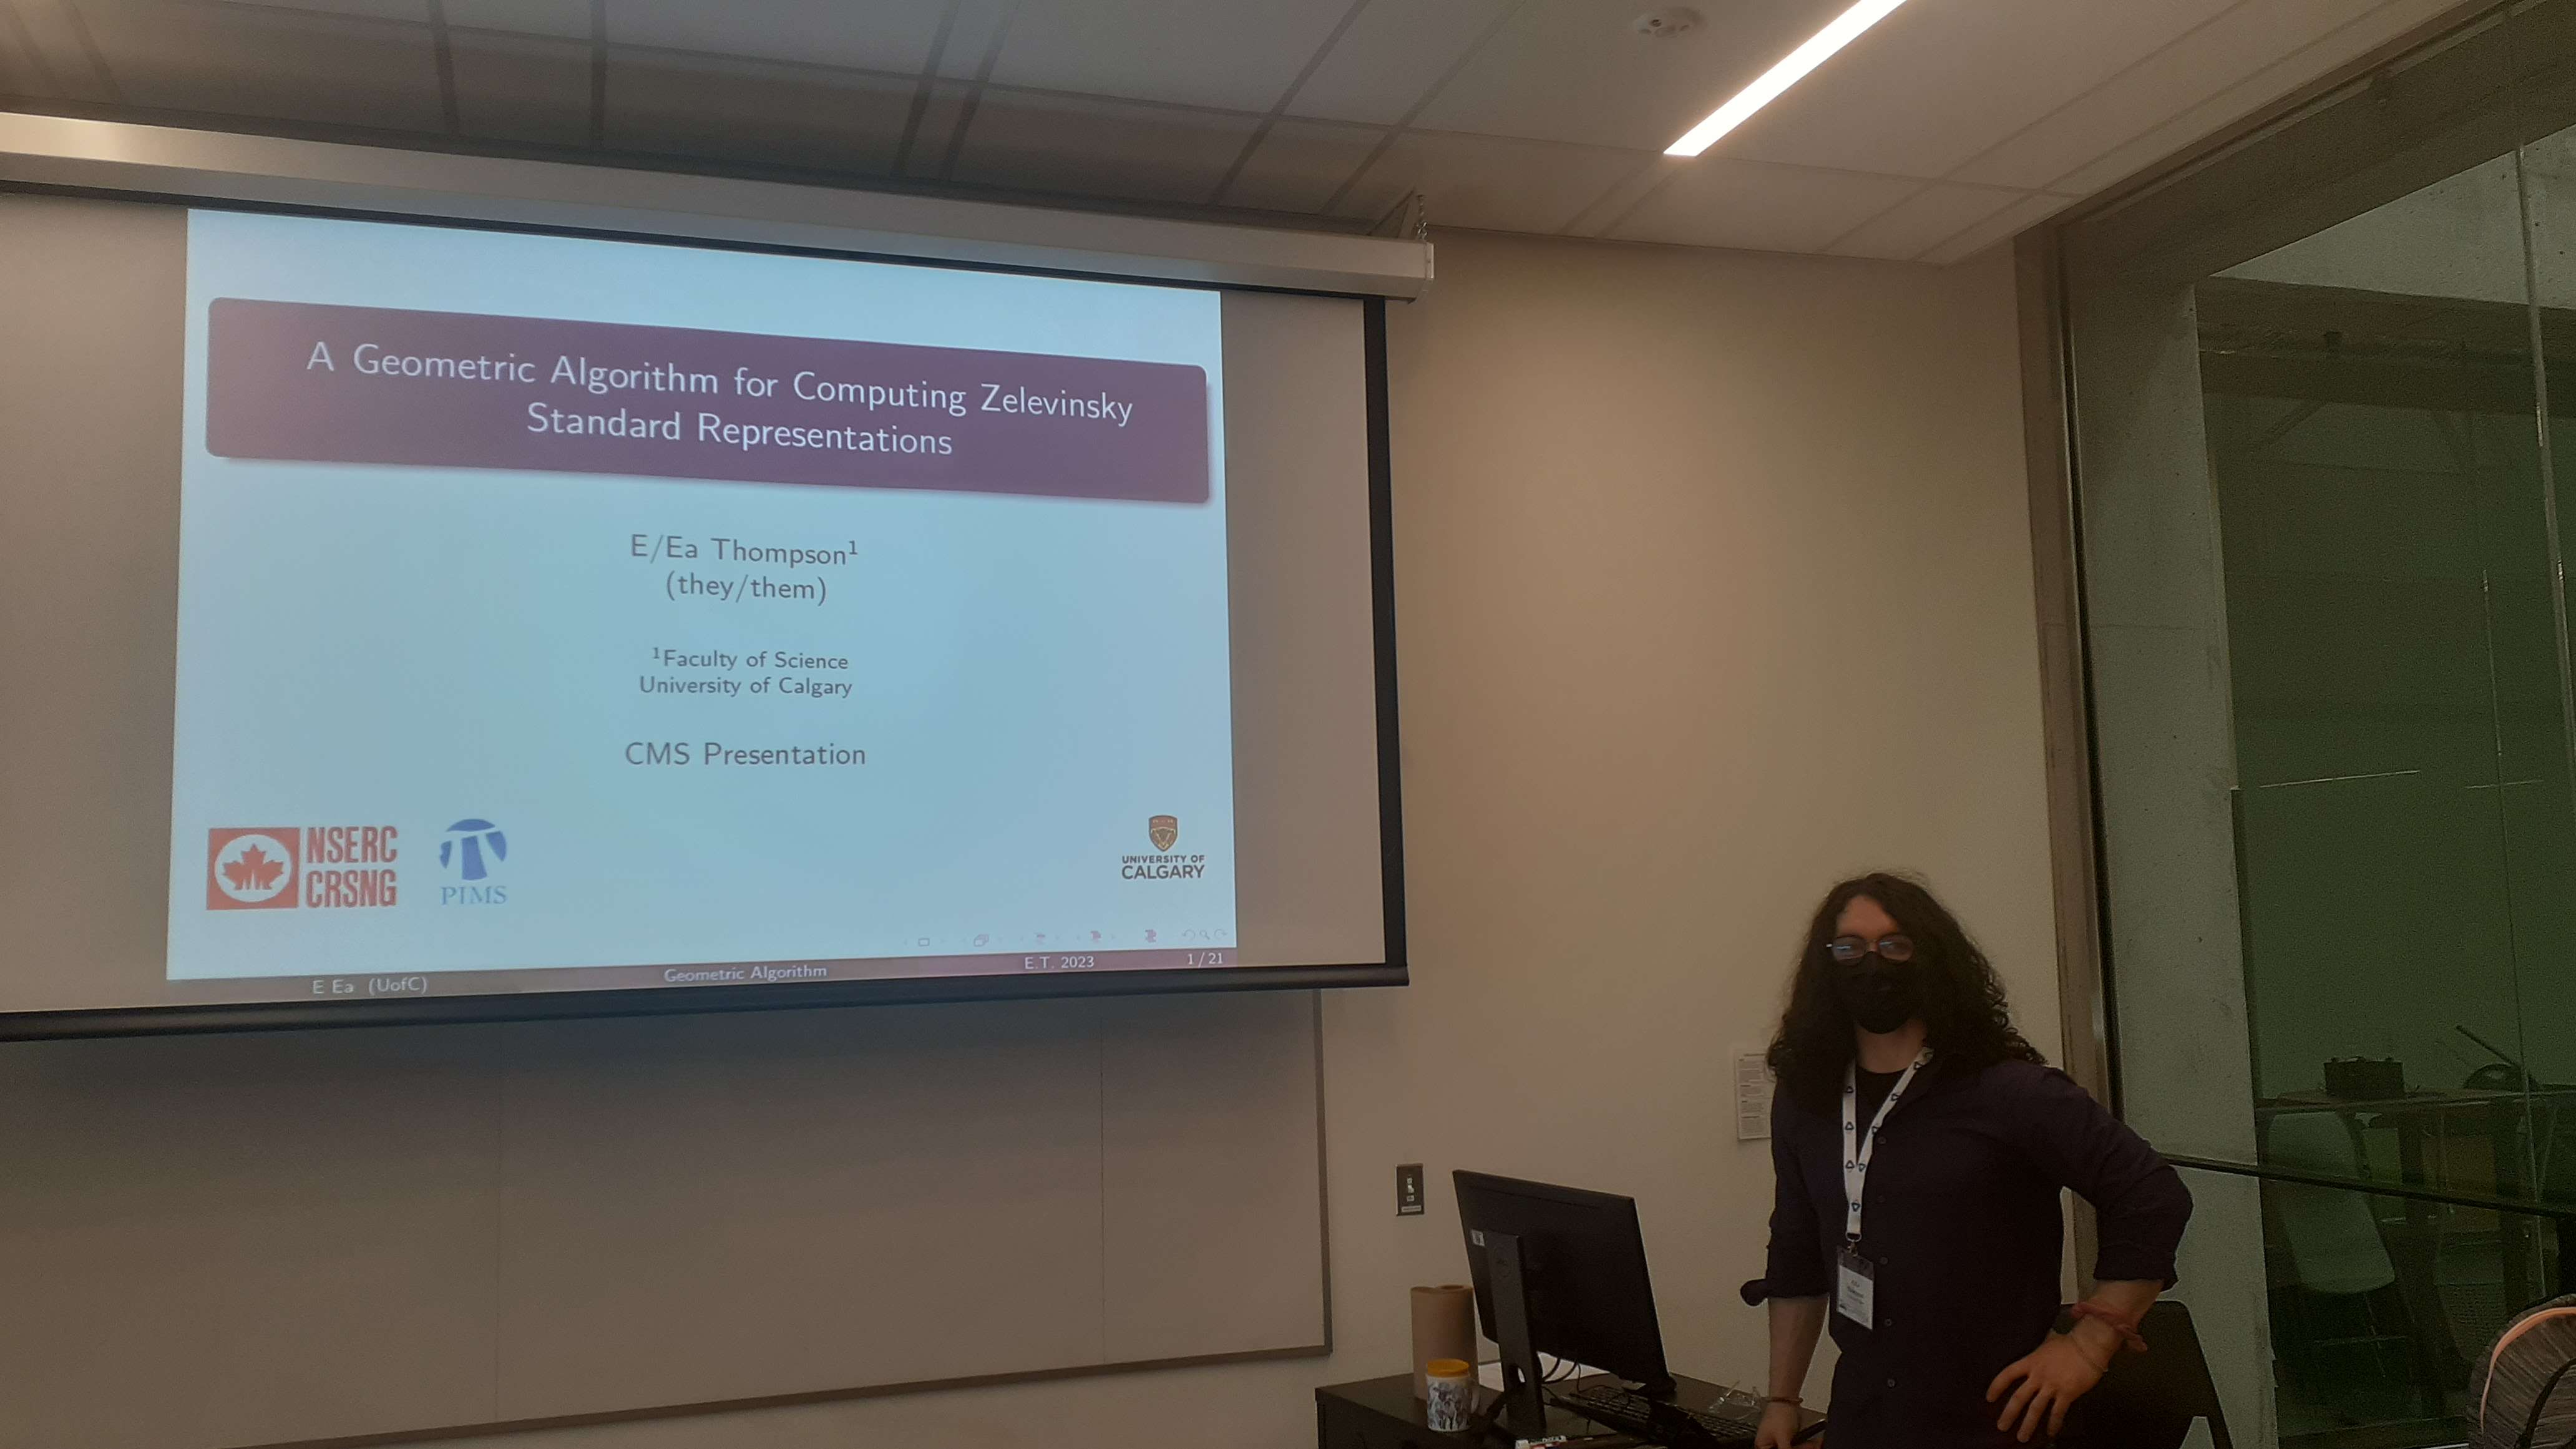 A Geometric Algorithm for Computing Zelevinsky
Standard Representations
E/Ea Thompson¹
(they/them)
¹Faculty of Science
University of Calgary
CMS Presentation
NSERC
CRSNG
PIMS
UNIVERSITY OF
CALGARY
E Ea (UofC)
Geometric Algorithm
E.T. 2023
1 / 21